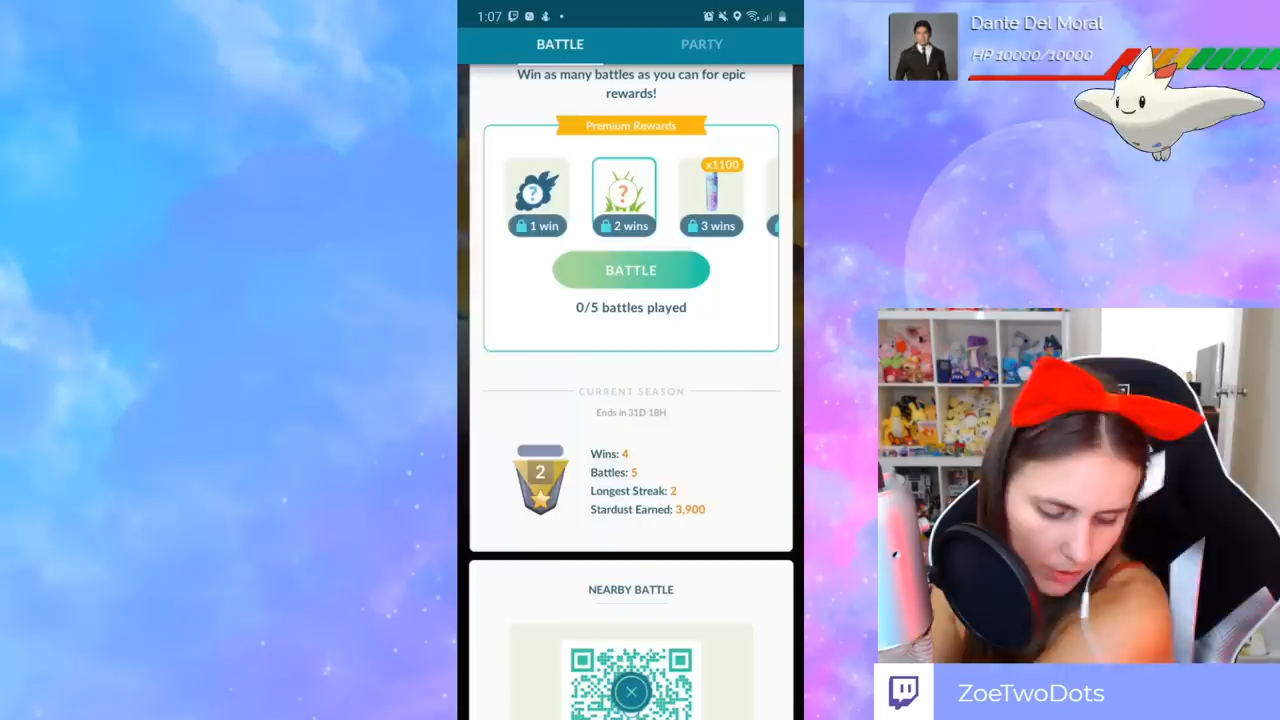 1:07
BATTLE
PARTY
Win as many battles as you can for epic
rewards!
Premium Rewards
x1100
? 1 win
? 2 wins
3 wins
BATTLE
0/5 battles played
CURRENT SEASON
Ends in 31D 18H
2
Wins: 4
Battles: 5
Longest Streak: 2
Stardust Earned: 3,900
NEARBY BATTLE
Dante Del Moral
HP 10000/10000
ZoeTwoDots